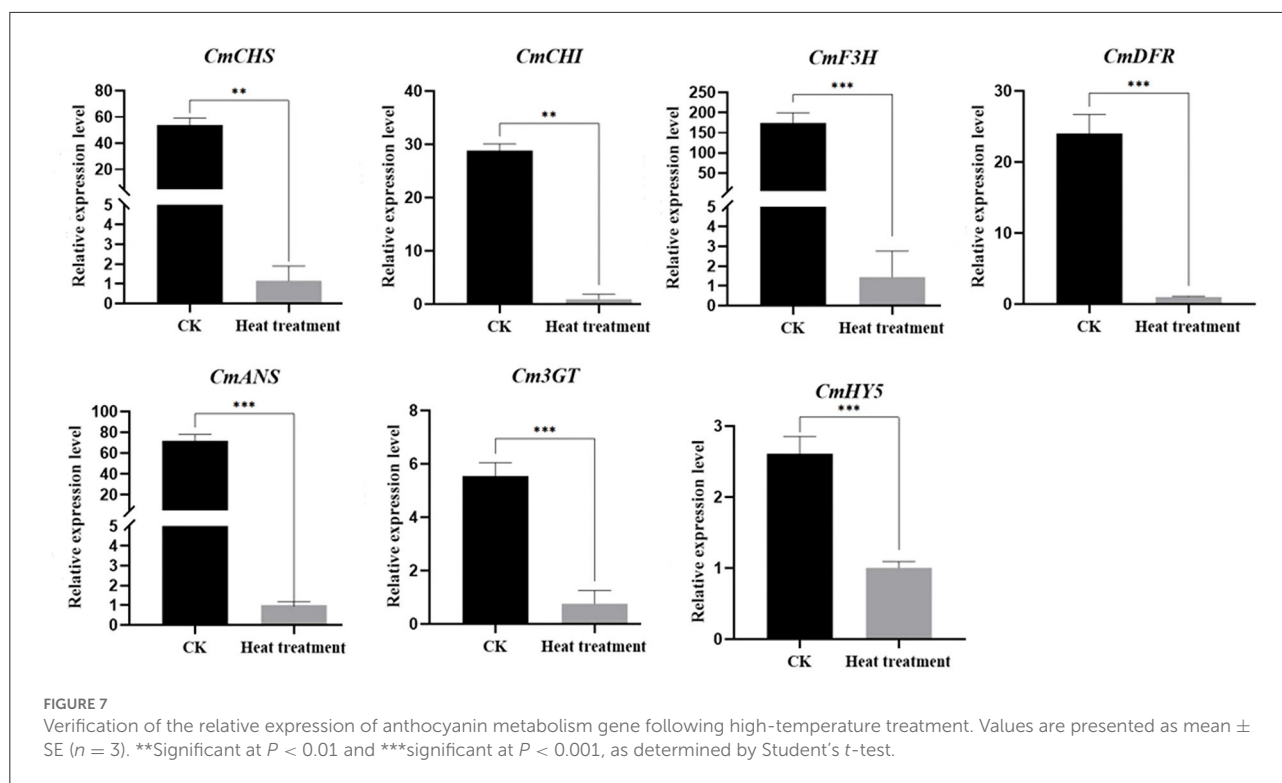 CmCHS
CmCHI
CmF3H
CmDFR
Relative expression level
80
60
40
20
5
4
3
2
1
0
**
CK
Heat treatment
Relative expression level
40
30
20
10
0
**
CK
Heat treatment
Relative expression level
250
200
150
100
50
5
4
3
2
1
0
***
CK
Heat treatment
Relative expression level
30
20
10
0
***
CK
Heat treatment
CmANS
Cm3GT
CmHY5
Relative expression level
100
80
60
40
20
5
4
3
2
1
0
***
CK
Heat treatment
Relative expression level
8
6
4
2
0
***
CK
Heat treatment
Relative expression level
3
2
1
0
***
CK
Heat treatment
FIGURE 7
Verification of the relative expression of anthocyanin metabolism gene following high-temperature treatment. Values are presented as mean ±
SE (n = 3). **Significant at P < 0.01 and ***significant at P < 0.001, as determined by Student's t-test.